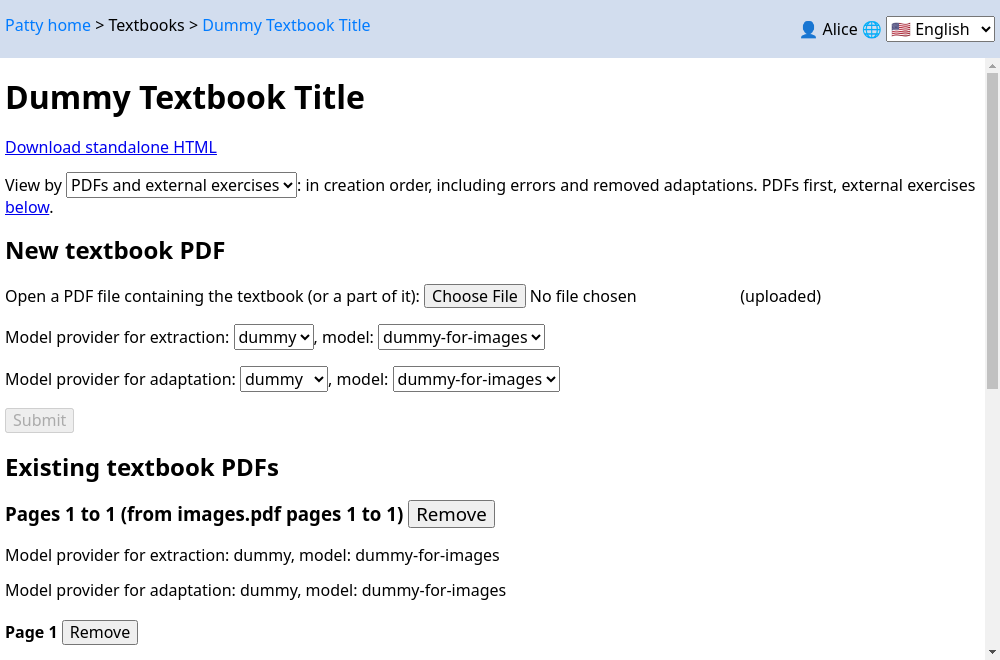 Patty home > Textbooks > Dummy Textbook Title
👤 Alice 🌐 🇺🇸 English
Dummy Textbook Title
Download standalone HTML
View by PDFs and external exercises: in creation order, including errors and removed adaptations. PDFs first, external exercises
below.
New textbook PDF
Open a PDF file containing the textbook (or a part of it): Choose File No file chosen (uploaded)
Model provider for extraction: dummy, model: dummy-for-images
Model provider for adaptation: dummy, model: dummy-for-images
Submit
Existing textbook PDFs
Pages 1 to 1 (from images.pdf pages 1 to 1) Remove
Model provider for extraction: dummy, model: dummy-for-images
Model provider for adaptation: dummy, model: dummy-for-images
Page 1 Remove